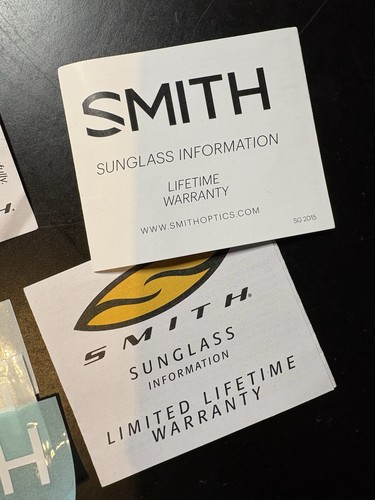 SMITH
SUNGLASS INFORMATION
LIFETIME
WARRANTY
WWW.SMITHOPTICS.COM
SG 2015
SMITH®
SUNGLASS
INFORMATION
LIMITED LIFETIME
WARRANTY
H